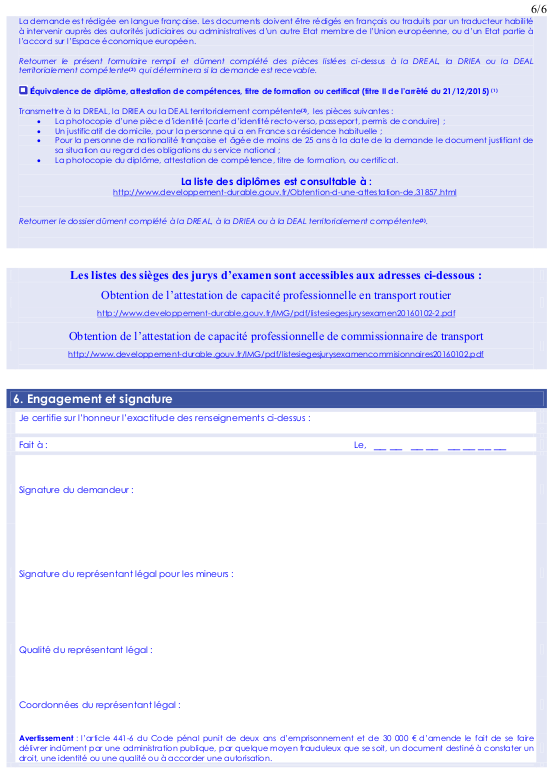 6/6
La demande est rédigée en langue française. Les documents doivent être rédigés en français ou traduits par un traducteur habilité
à intervenir auprès des autorités judiciaires ou administratives d'un autre Etat membre de l'Union européenne, ou d'un Etat partie à
l'accord sur l'Espace économique européen.
Retourner le présent formulaire rempli et dûment complété des pièces listées ci-dessus à la DREAL, la DRIEA ou la DEAL
territorialement compétente⁽²⁾ qui déterminera si la demande est recevable.
❑ Équivalence de diplôme, attestation de compétences, titre de formation ou certificat (titre II de l'arrêté du 21/12/2015) ⁽¹⁾
Transmettre à la DREAL, la DRIEA ou la DEAL territorialement compétente⁽²⁾, les pièces suivantes :
• La photocopie d'une pièce d'identité (carte d'identité recto-verso, passeport, permis de conduire) ;
• Un justificatif de domicile, pour la personne qui a en France sa résidence habituelle ;
• Pour la personne de nationalité française et âgée de moins de 25 ans à la date de la demande le document justifiant de
sa situation au regard des obligations du service national ;
• La photocopie du diplôme, attestation de compétence, titre de formation, ou certificat.
La liste des diplômes est consultable à :
http://www.developpement-durable.gouv.fr/Obtention-d-une-attestation-de,31857.html
Retourner le dossier dûment complété à la DREAL, à la DRIEA ou à la DEAL territorialement compétente⁽²⁾.
Les listes des sièges des jurys d'examen sont accessibles aux adresses ci-dessous :
Obtention de l'attestation de capacité professionnelle en transport routier
http://www.developpement-durable.gouv.fr/IMG/pdf/listesiegesjurysexamen20160102-2.pdf
Obtention de l'attestation de capacité professionnelle de commissionnaire de transport
http://www.developpement-durable.gouv.fr/IMG/pdf/listesiegesjurysexamencommisionnaires20160102.pdf
6. Engagement et signature
Je certifie sur l'honneur l'exactitude des renseignements ci-dessus :
Fait à : Le, __ __ __ __ __ __ __ __
Signature du demandeur :
Signature du représentant légal pour les mineurs :
Qualité du représentant légal :
Coordonnées du représentant légal :
Avertissement : l'article 441-6 du Code pénal punit de deux ans d'emprisonnement et de 30 000 € d'amende le fait de se faire
délivrer indûment par une administration publique, par quelque moyen frauduleux que se soit, un document destiné à constater un
droit, une identité ou une qualité ou à accorder une autorisation.